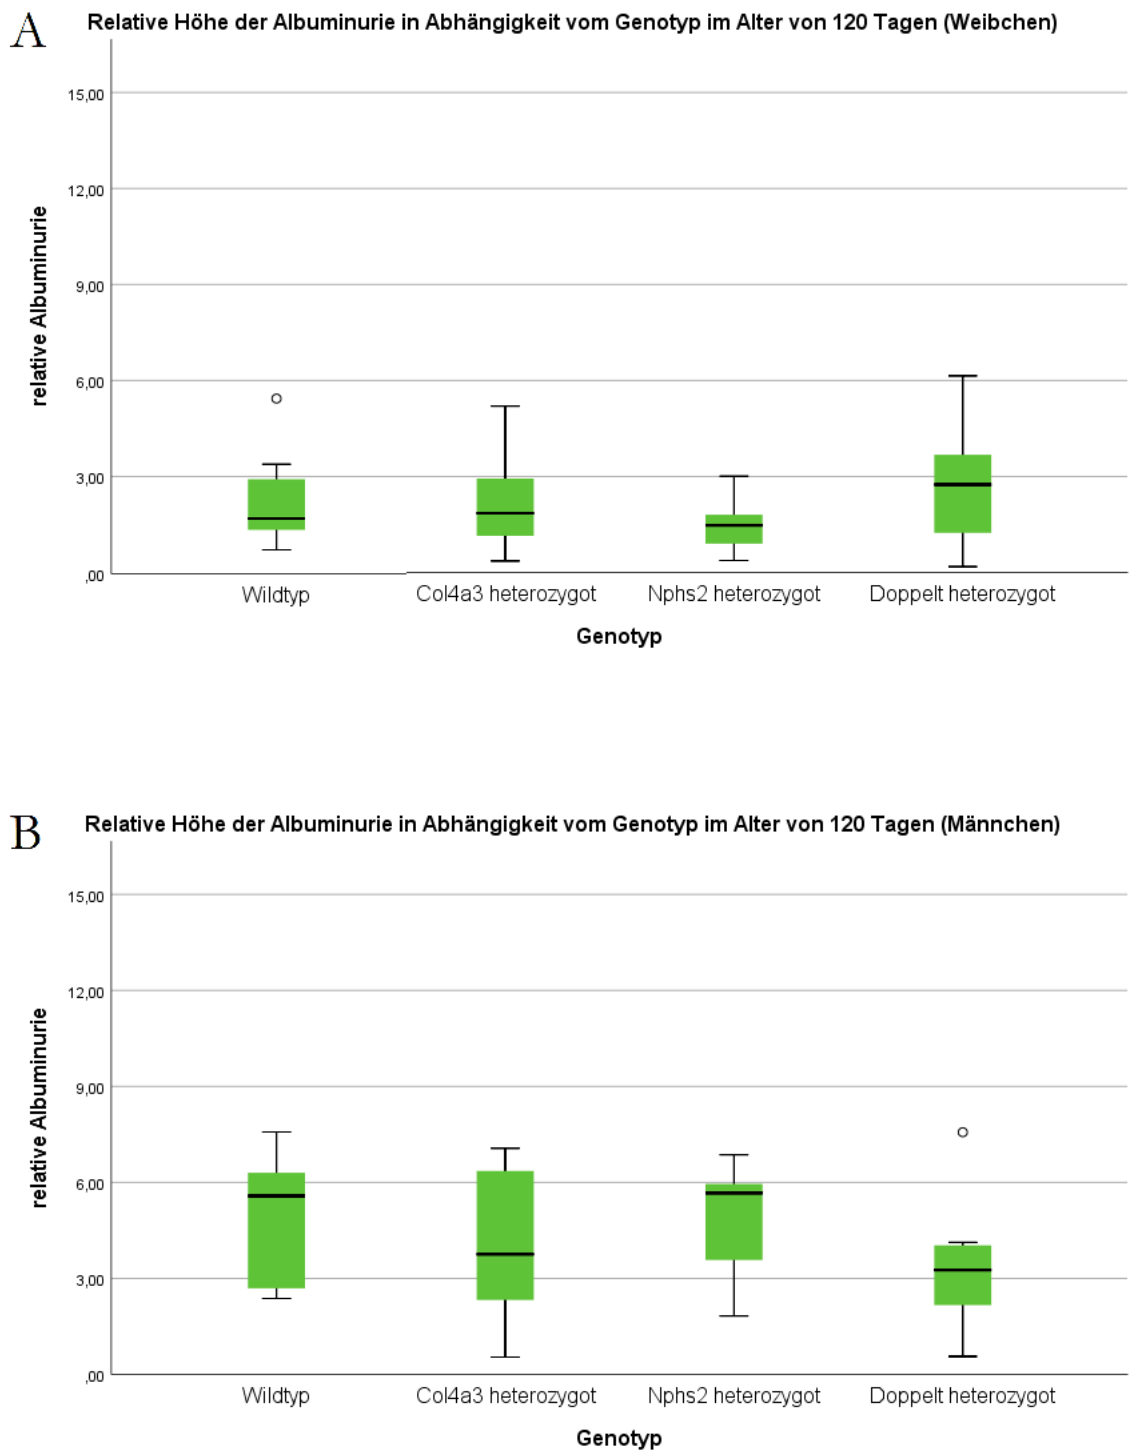 A
Relative Höhe der Albuminurie in Abhängigkeit vom Genotyp im Alter von 120 Tagen (Weibchen)
15,00
12,00
9,00
6,00
3,00
,00
relative Albuminurie
Wildtyp Col4a3 heterozygot Nphs2 heterozygot Doppelt heterozygot
Genotyp
B
Relative Höhe der Albuminurie in Abhängigkeit vom Genotyp im Alter von 120 Tagen (Männchen)
15,00
12,00
9,00
6,00
3,00
,00
relative Albuminurie
Wildtyp Col4a3 heterozygot Nphs2 heterozygot Doppelt heterozygot
Genotyp